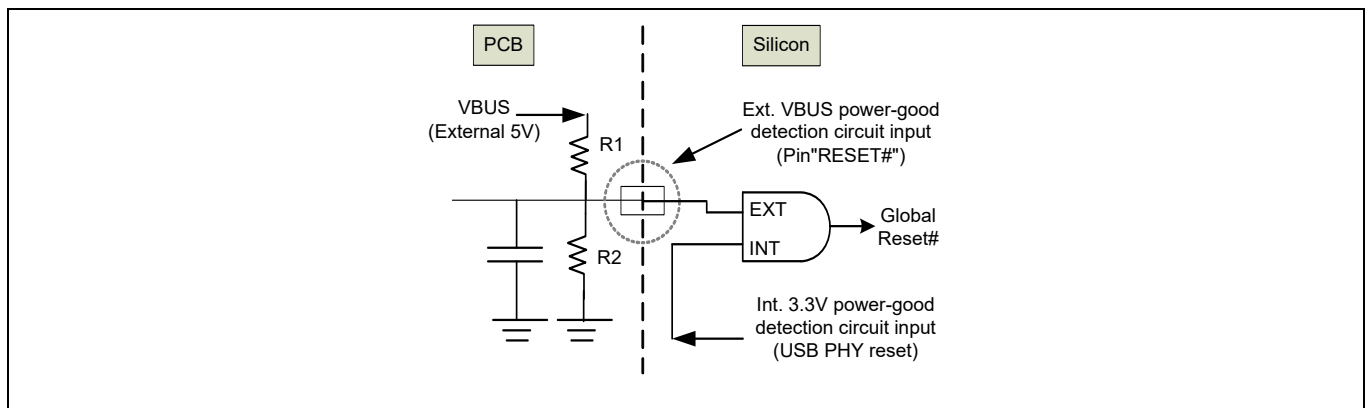 PCB
Silicon
VBUS
(External 5V)
R1
R2
Ext. VBUS power-good
detection circuit input
(Pin"RESET#")
EXT
INT
Global
Reset#
Int. 3.3V power-good
detection circuit input
(USB PHY reset)